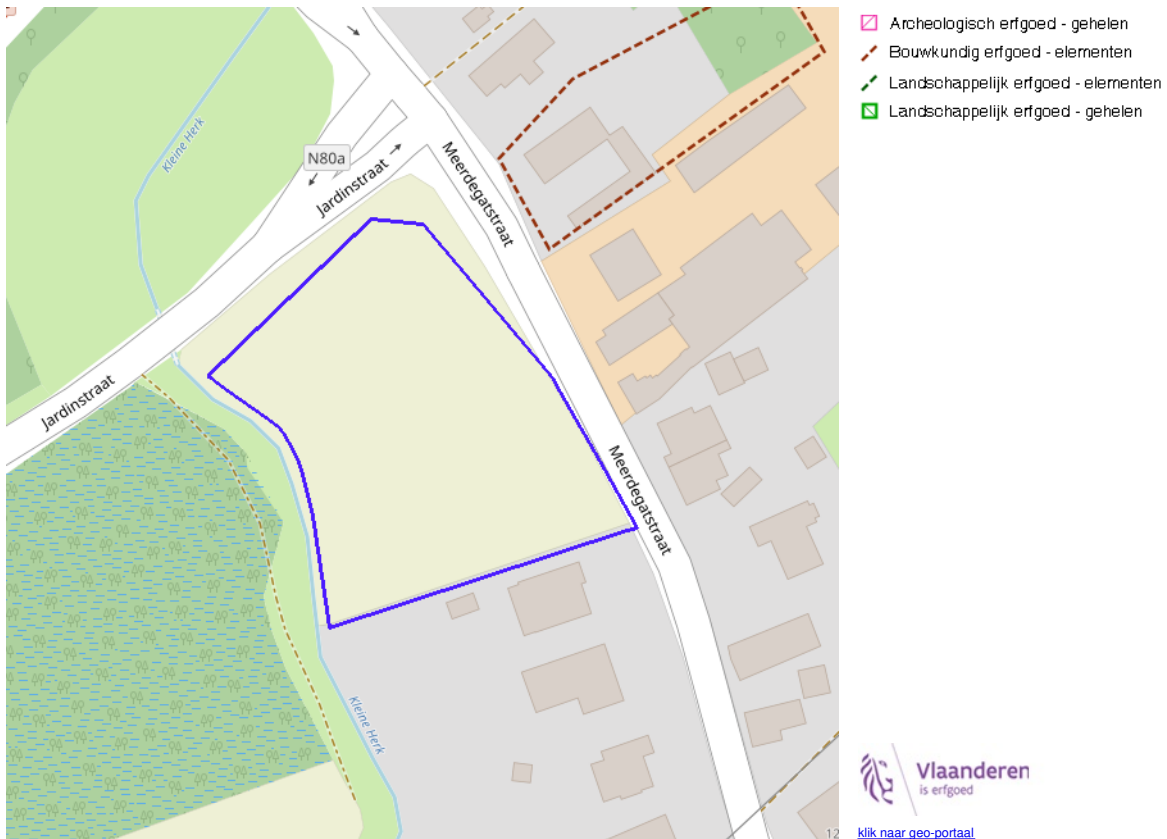 Archeologisch erfgoed - gehelen
Bouwkundig erfgoed - elementen
Landschappelijk erfgoed - elementen
Landschappelijk erfgoed - gehelen
Kleine Herk
N80a
Jardinstraat
Meerdegatstraat
Jardinstraat
Meerdegatstraat
Kleine Herk
12
Vlaanderen
is erfgoed
klik naar geo-portaal